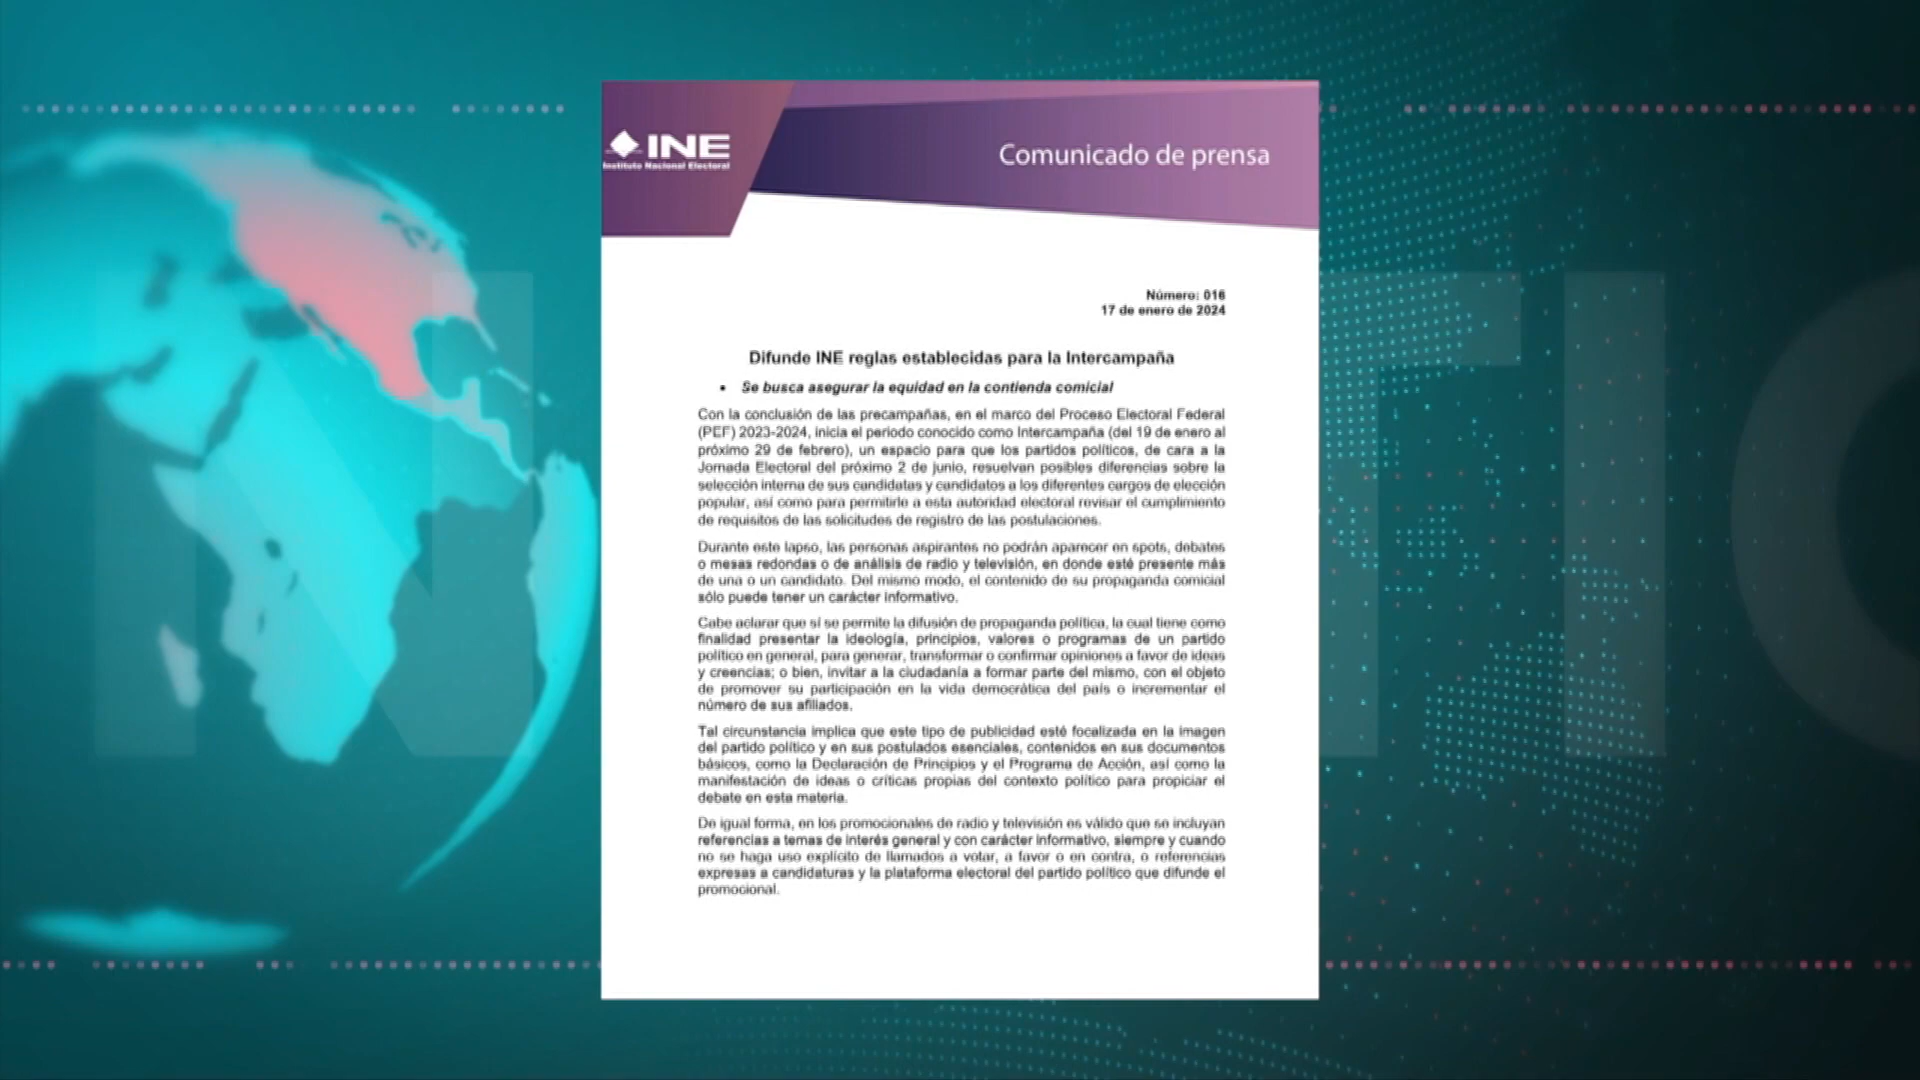 INE
Instituto Nacional Electoral
Comunicado de prensa
Número: 016
17 de enero de 2024
Difunde INE reglas establecidas para la Intercampaña
• Se busca asegurar la equidad en la contienda comicial
Con la conclusión de las precampañas, en el marco del Proceso Electoral Federal
(PEF) 2023-2024, inicia el periodo conocido como Intercampaña (del 19 de enero al
próximo 29 de febrero), un espacio para que los partidos políticos, de cara a la
Jornada Electoral del próximo 2 de junio, resuelvan posibles diferencias sobre la
selección interna de sus candidatas y candidatos a los diferentes cargos de elección
popular, así como para permitirle a esta autoridad electoral revisar el cumplimiento
de requisitos de las solicitudes de registro de las postulaciones.
Durante este lapso, las personas aspirantes no podrán aparecer en spots, debates
o mesas redondas o de análisis de radio y televisión, en donde esté presente más
de una o un candidato. Del mismo modo, el contenido de su propaganda comicial
sólo puede tener un carácter informativo.
Cabe aclarar que sí se permite la difusión de propaganda política, la cual tiene como
finalidad presentar la ideología, principios, valores o programas de un partido
político en general, para generar, transformar o confirmar opiniones a favor de ideas
y creencias; o bien, invitar a la ciudadanía a formar parte del mismo, con el objeto
de promover su participación en la vida democrática del país o incrementar el
número de sus afiliados.
Tal circunstancia implica que este tipo de publicidad esté focalizada en la imagen
del partido político y en sus postulados esenciales, contenidos en sus documentos
básicos, como la Declaración de Principios y el Programa de Acción, así como la
manifestación de ideas o críticas propias del contexto político para propiciar el
debate en esta materia.
De igual forma, en los promocionales de radio y televisión es válido que se incluyan
referencias a temas de interés general y con carácter informativo, siempre y cuando
no se haga uso explícito de llamados a votar, a favor o en contra, o referencias
expresas a candidaturas y la plataforma electoral del partido político que difunde el
promocional.